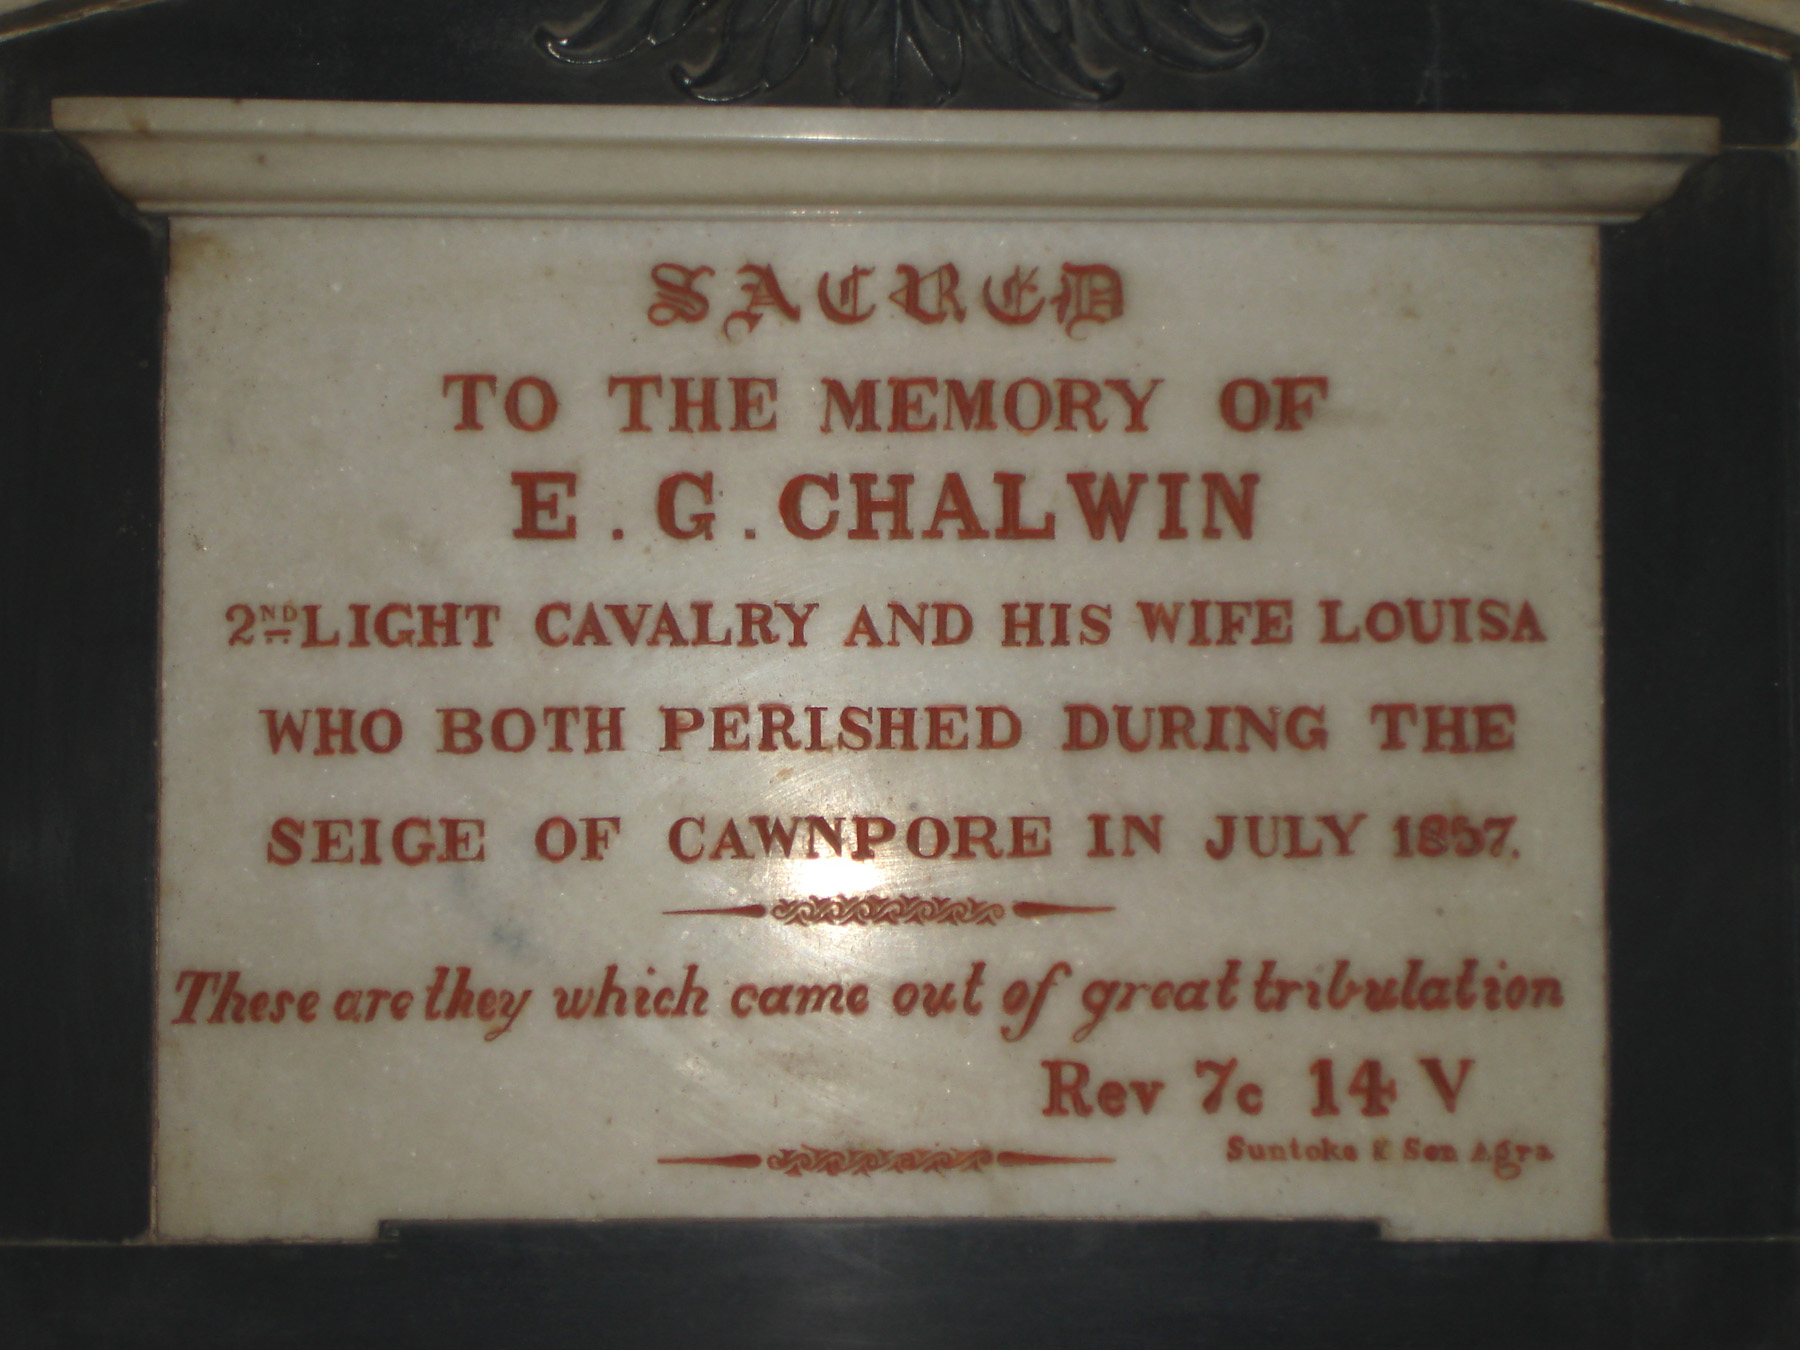 SACRED
TO THE MEMORY OF
E. G. CHALWIN
2ND LIGHT CAVALRY AND HIS WIFE LOUISA
WHO BOTH PERISHED DURING THE
SEIGE OF CAWNPORE IN JULY 1857.
These are they which came out of great tribulation
Rev 7c 14 V
Suntoke & Son Agra